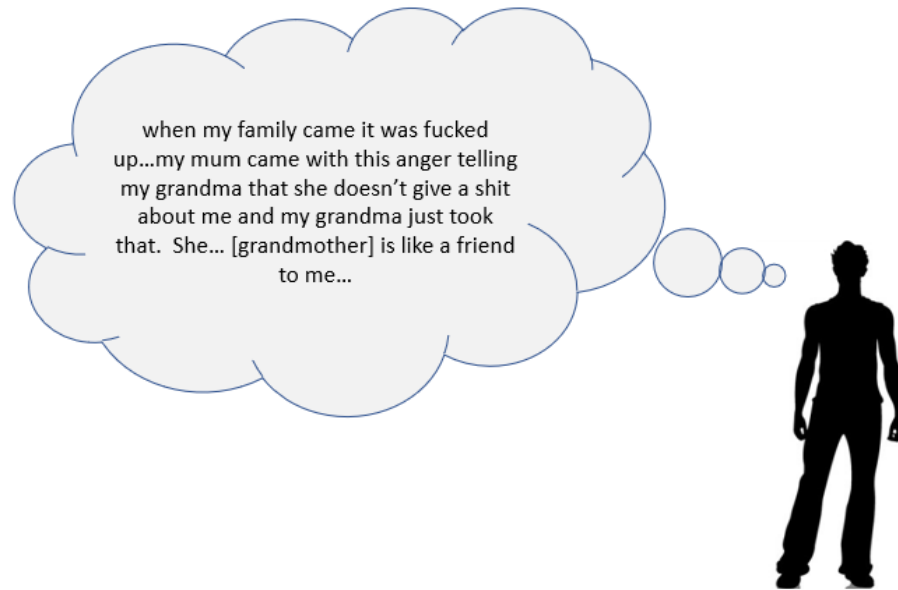 when my family came it was fucked
up…my mum came with this anger telling
my grandma that she doesn’t give a shit
about me and my grandma just took
that.  She… [grandmother] is like a friend
to me…